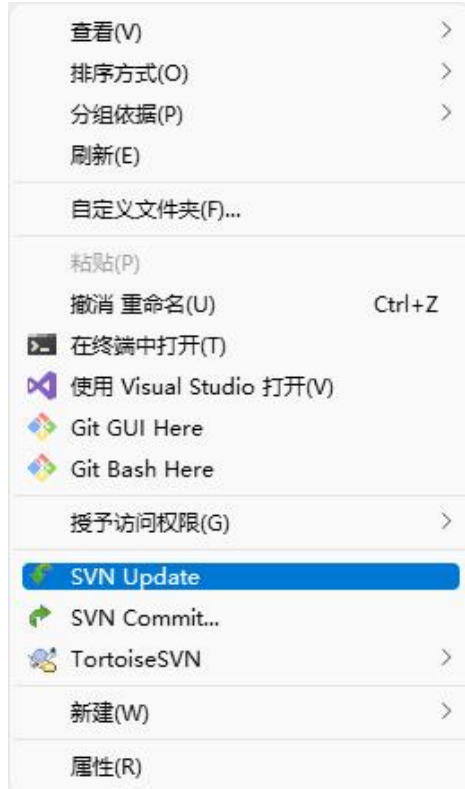 查看(V)
排序方式(O)
分组依据(P)
刷新(E)
自定义文件夹(F)...
粘贴(P)
撤消 重命名(U) Ctrl+Z
在终端中打开(T)
使用 Visual Studio 打开(V)
Git GUI Here
Git Bash Here
授予访问权限(G)
SVN Update
SVN Commit...
TortoiseSVN
新建(W)
属性(R)